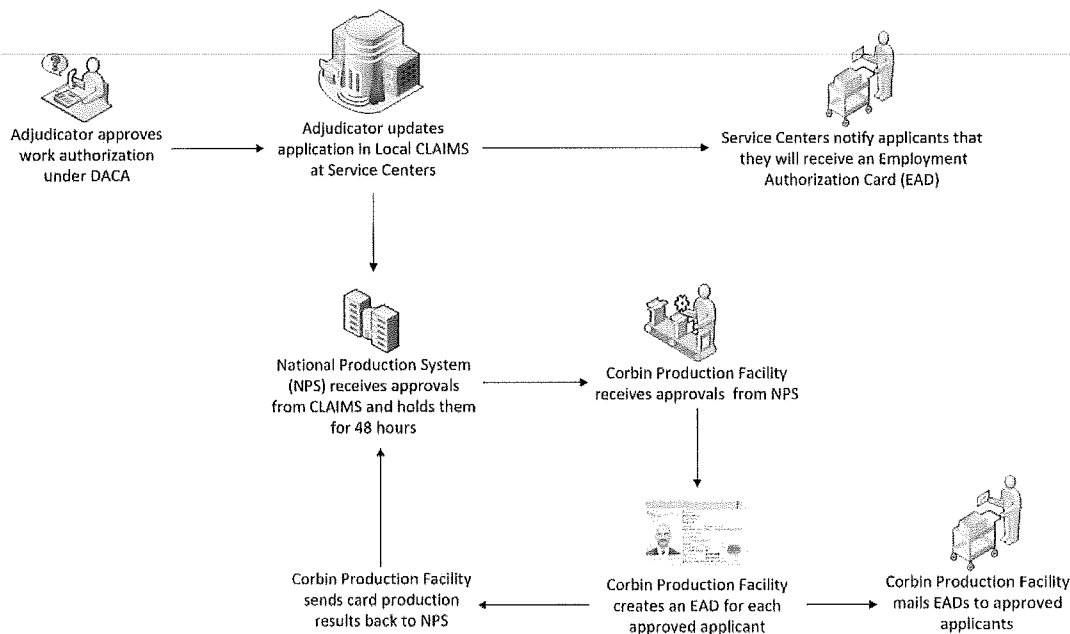 Adjudicator approves
work authorization
under DACA
Adjudicator updates
application in Local CLAIMS
at Service Centers
Service Centers notify applicants that
they will receive an Employment
Authorization Card (EAD)
National Production System
(NPS) receives approvals
from CLAIMS and holds them
for 48 hours
Corbin Production Facility
receives approvals from NPS
Corbin Production Facility
sends card production
results back to NPS
Corbin Production Facility
creates an EAD for each
approved applicant
Corbin Production Facility
mails EADs to approved
applicants